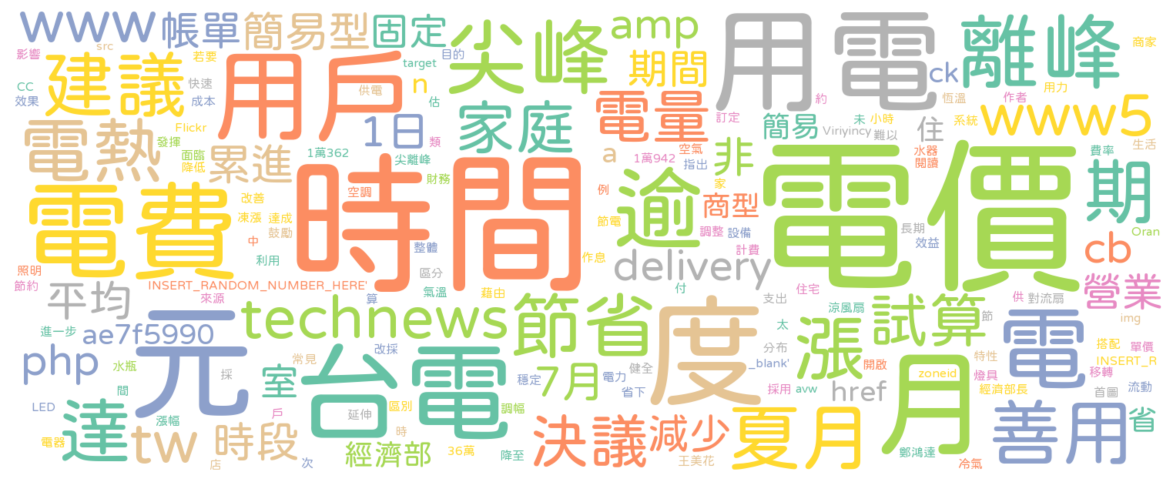 www 帳單 簡易型 固定 尖峰 amp 用電 離峰
影響 src 建議 用戶 target 目的 期間 ck 若要 商家
CC 快速 供電 n 估 恆溫 用力
效果 成本 電量 約 作者 www5
電熱 Flickr 發揮 1日 類 家庭 訂定 簡易 未 小時 系統
Viriyincy 難以 住 生活
面臨 降低 累進 1萬362 尖離峰 a 空氣 1萬942 指出 非 水器 閱讀 費率
電費 改善 空調 時間 財務 例 家 逾 電價 期
凍漲 達成 鼓勵 節電 商型 調整 設備 長期 效益 Oran
照明 中 利用 整體 作息 計費 cb
節約 平均 INSERT_RANDOM_NUMBER_HERE' 區分 氣溫 delivery 營業
來源 算 藉由 付 支出 住宅 供 對流扇 img
進一步 ae7f5990 元 technews 節省 度 涼風扇 漲 試算 節 電
php 水瓶 常見 台電 改採 電力 健全 太 分布 開啟 特性 搭配 單價
間 採 室 穩定 7月 省下 _blank' 採用 avw href zoneid 燈具 移轉 INSERT_R
LED 達 漲幅 戶 延伸 區別 調幅 月 經濟部長 首圖 流動
電器 tw 時段 時 36萬 決議 減少 夏月 善用 省
店 次 經濟部 降至 王美花 鄭鴻達 冷氣